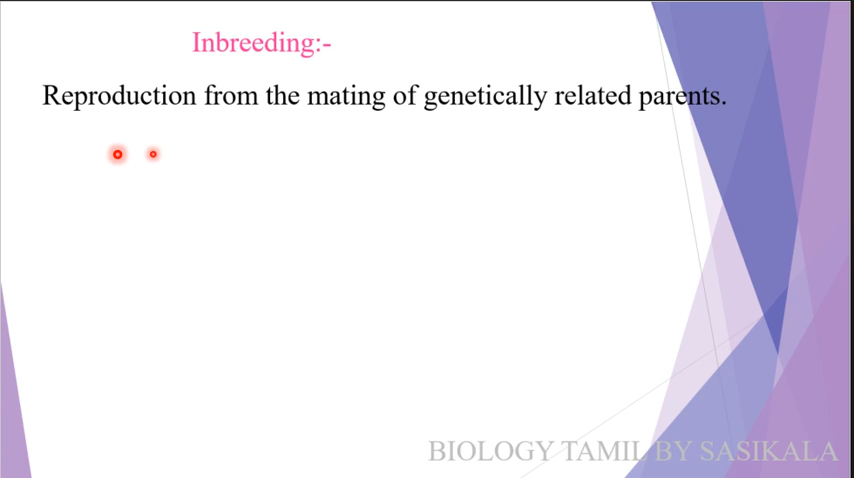 Inbreeding:-
Reproduction from the mating of genetically related parents.
BIOLOGY TAMIL BY SASIKALA